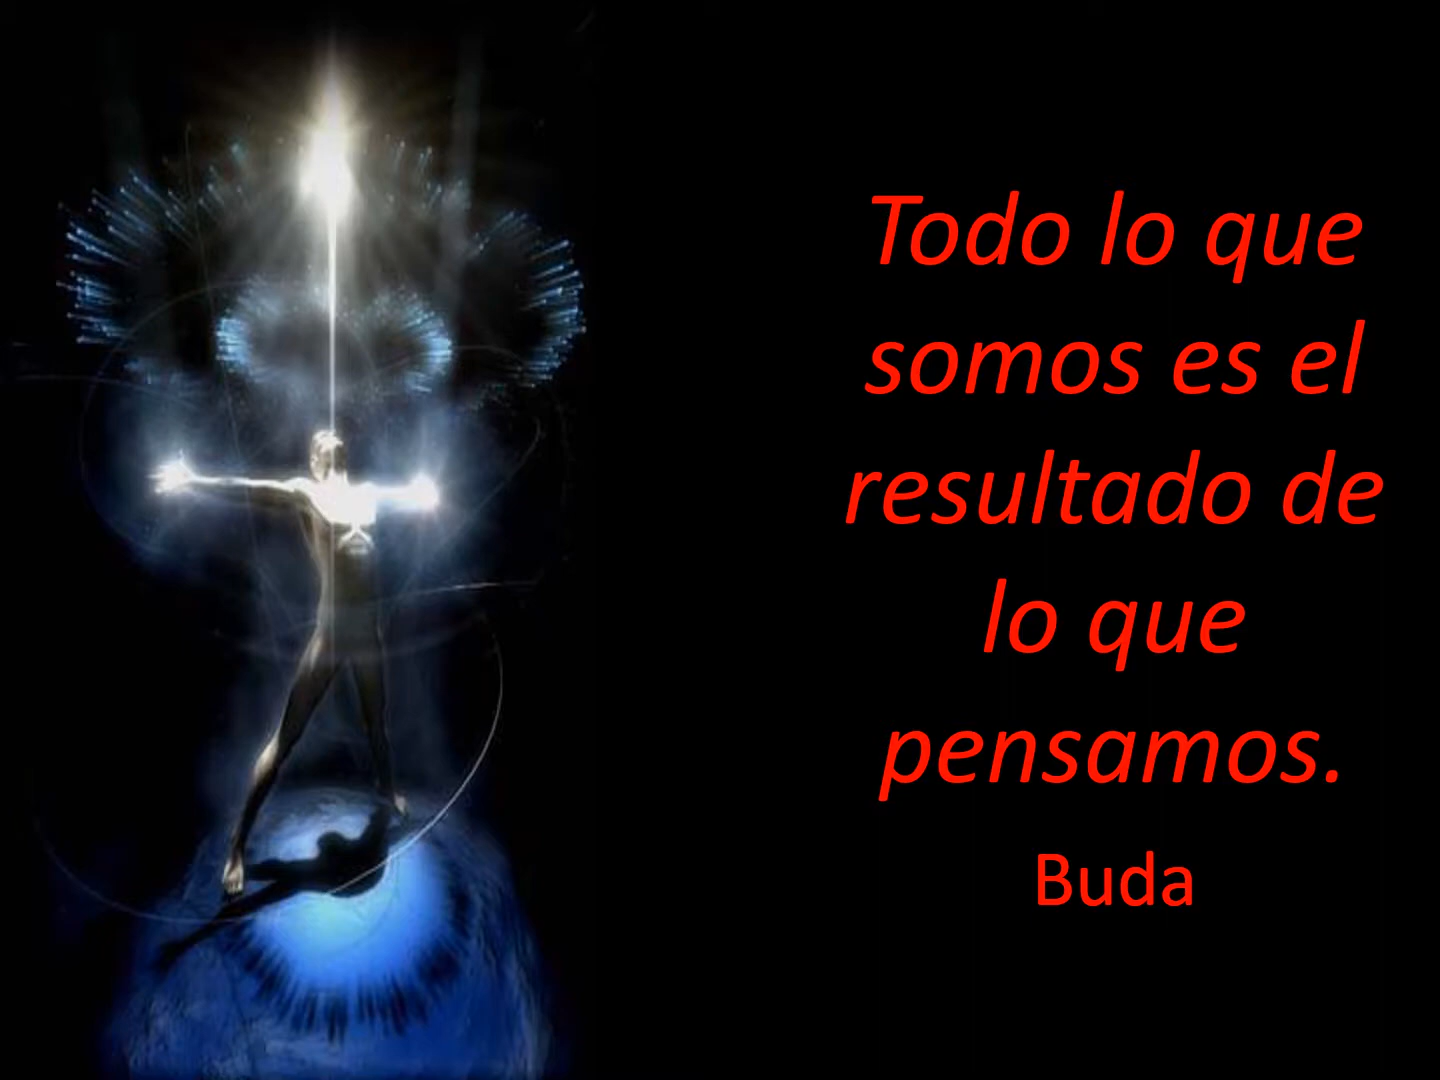 Todo lo que
somos es el
resultado de
lo que
pensamos.
Buda